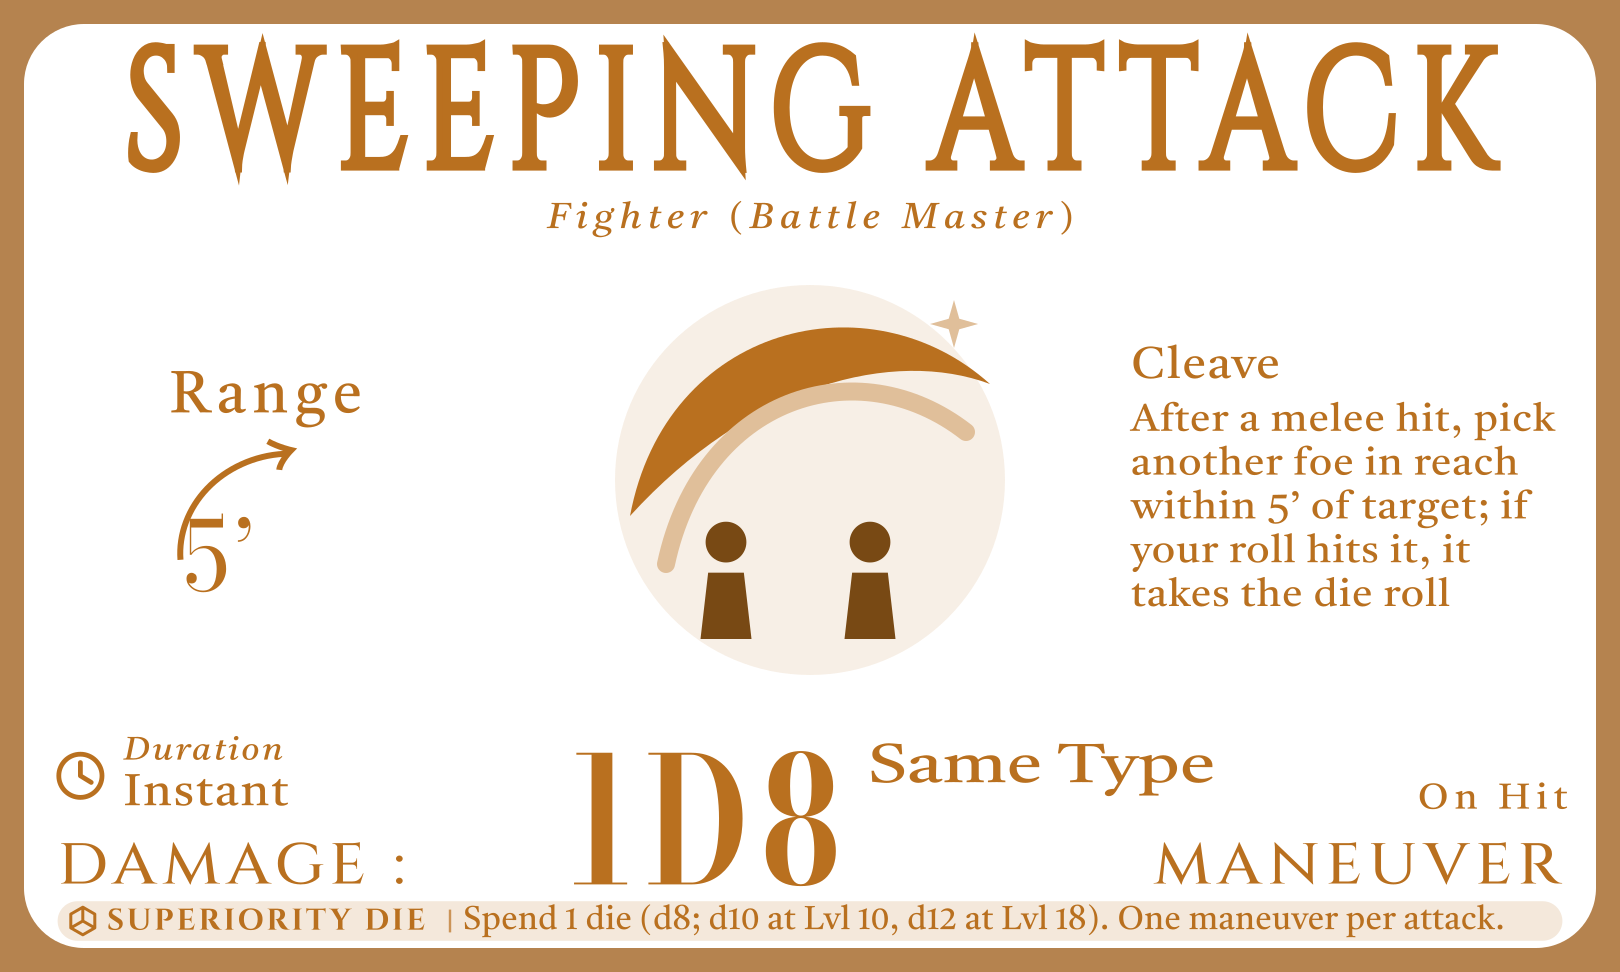 SWEEPING ATTACK
Fighter (Battle Master)
Range
5’
Cleave
After a melee hit, pick
another foe in reach
within 5’ of target; if
your roll hits it, it
takes the die roll
Duration
Instant
DAMAGE :
1D8
Same Type
On Hit
MANEUVER
SUPERIORITY DIE | Spend 1 die (d8; d10 at Lvl 10, d12 at Lvl 18). One maneuver per attack.